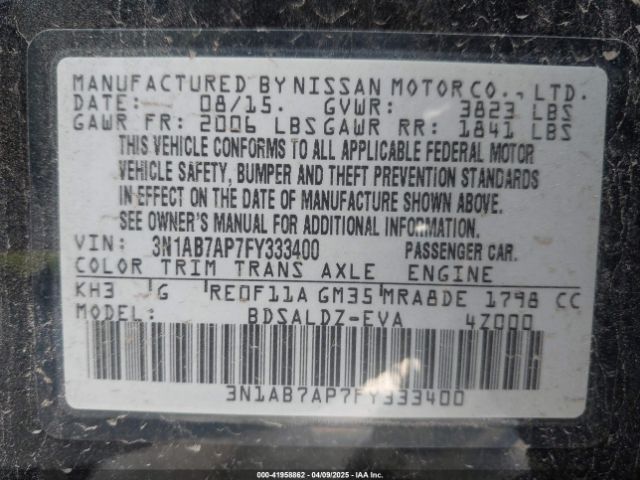 MANUFACTURED BY NISSAN MOTOR CO., LTD.
DATE: 08/15. GVWR: 3823 LBS
GAWR FR: 2006 LBS GAWR RR: 1841 LBS
THIS VEHICLE CONFORMS TO ALL APPLICABLE FEDERAL MOTOR
VEHICLE SAFETY, BUMPER AND THEFT PREVENTION STANDARDS
IN EFFECT ON THE DATE OF MANUFACTURE SHOWN ABOVE.
SEE OWNER'S MANUAL FOR ADDITIONAL INFORMATION.
VIN: 3N1AB7AP7FY333400 PASSENGER CAR.
COLOR TRIM TRANS AXLE ENGINE
KH3 G RE0F11A GM35 MRA8DE 1798 CC
MODEL: BDSALDZ-EVA 4Z000
3N1AB7AP7FY333400
000-41958862 - 04/09/2025 - IAAI.COM